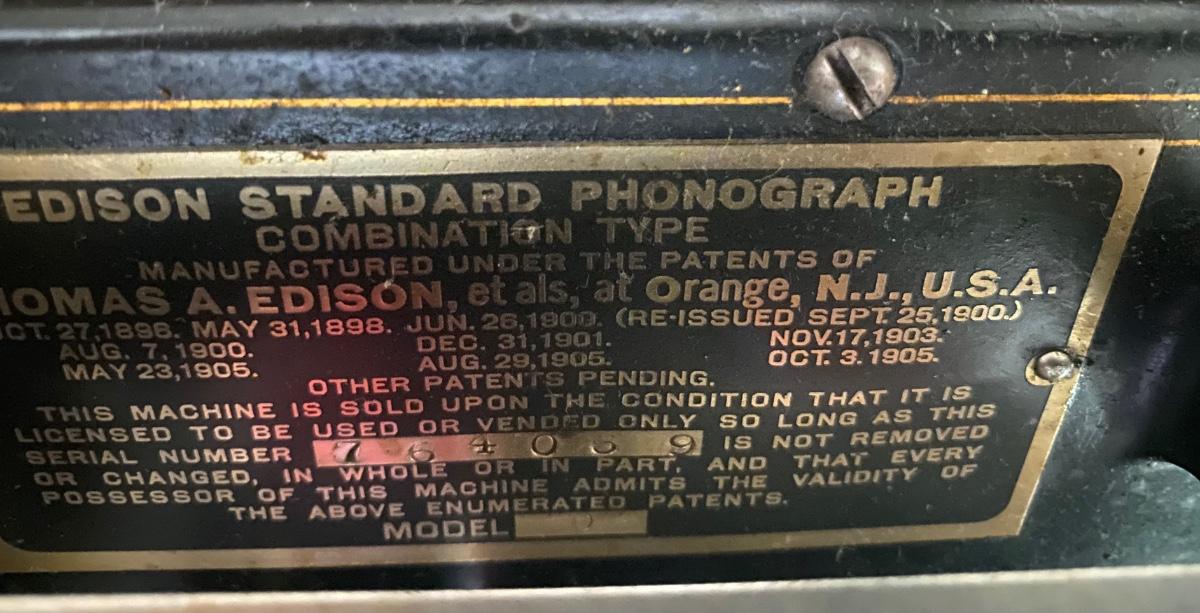 EDISON STANDARD PHONOGRAPH
COMBINATION TYPE
MANUFACTURED UNDER THE PATENTS OF
HOMAS A. EDISON, et als, at Orange, N.J., U.S.A.
OCT. 27,1898. MAY 31,1898. JUN. 26,1900. (RE-ISSUED SEPT. 25,1900.)
AUG. 7, 1900. DEC. 31,1901. NOV.17,1903.
MAY 23,1905. AUG. 29,1905. OCT. 3. 1905.
OTHER PATENTS PENDING.
THIS MACHINE IS SOLD UPON THE CONDITION THAT IT IS
LICENSED TO BE USED OR VENDED ONLY SO LONG AS THIS
SERIAL NUMBER IS NOT REMOVED
OR CHANGED, IN WHOLE OR IN PART, AND THAT EVERY
POSSESSOR OF THIS MACHINE ADMITS THE VALIDITY OF
THE ABOVE ENUMERATED PATENTS.
MODEL D